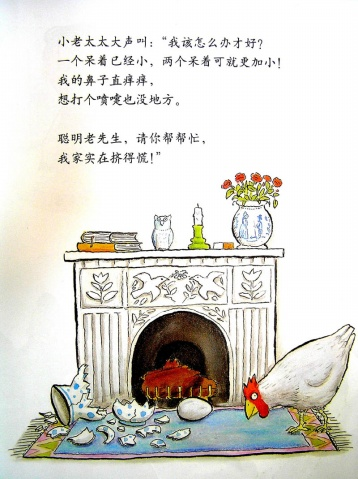 小老太太大声叫：“我该怎么办才好？
一个呆着已经小，两个呆着可就更加小！
我的鼻子直痒痒，
想打个喷嚏也没地方。
聪明老先生，请你帮帮忙，
我家实在挤得慌！”